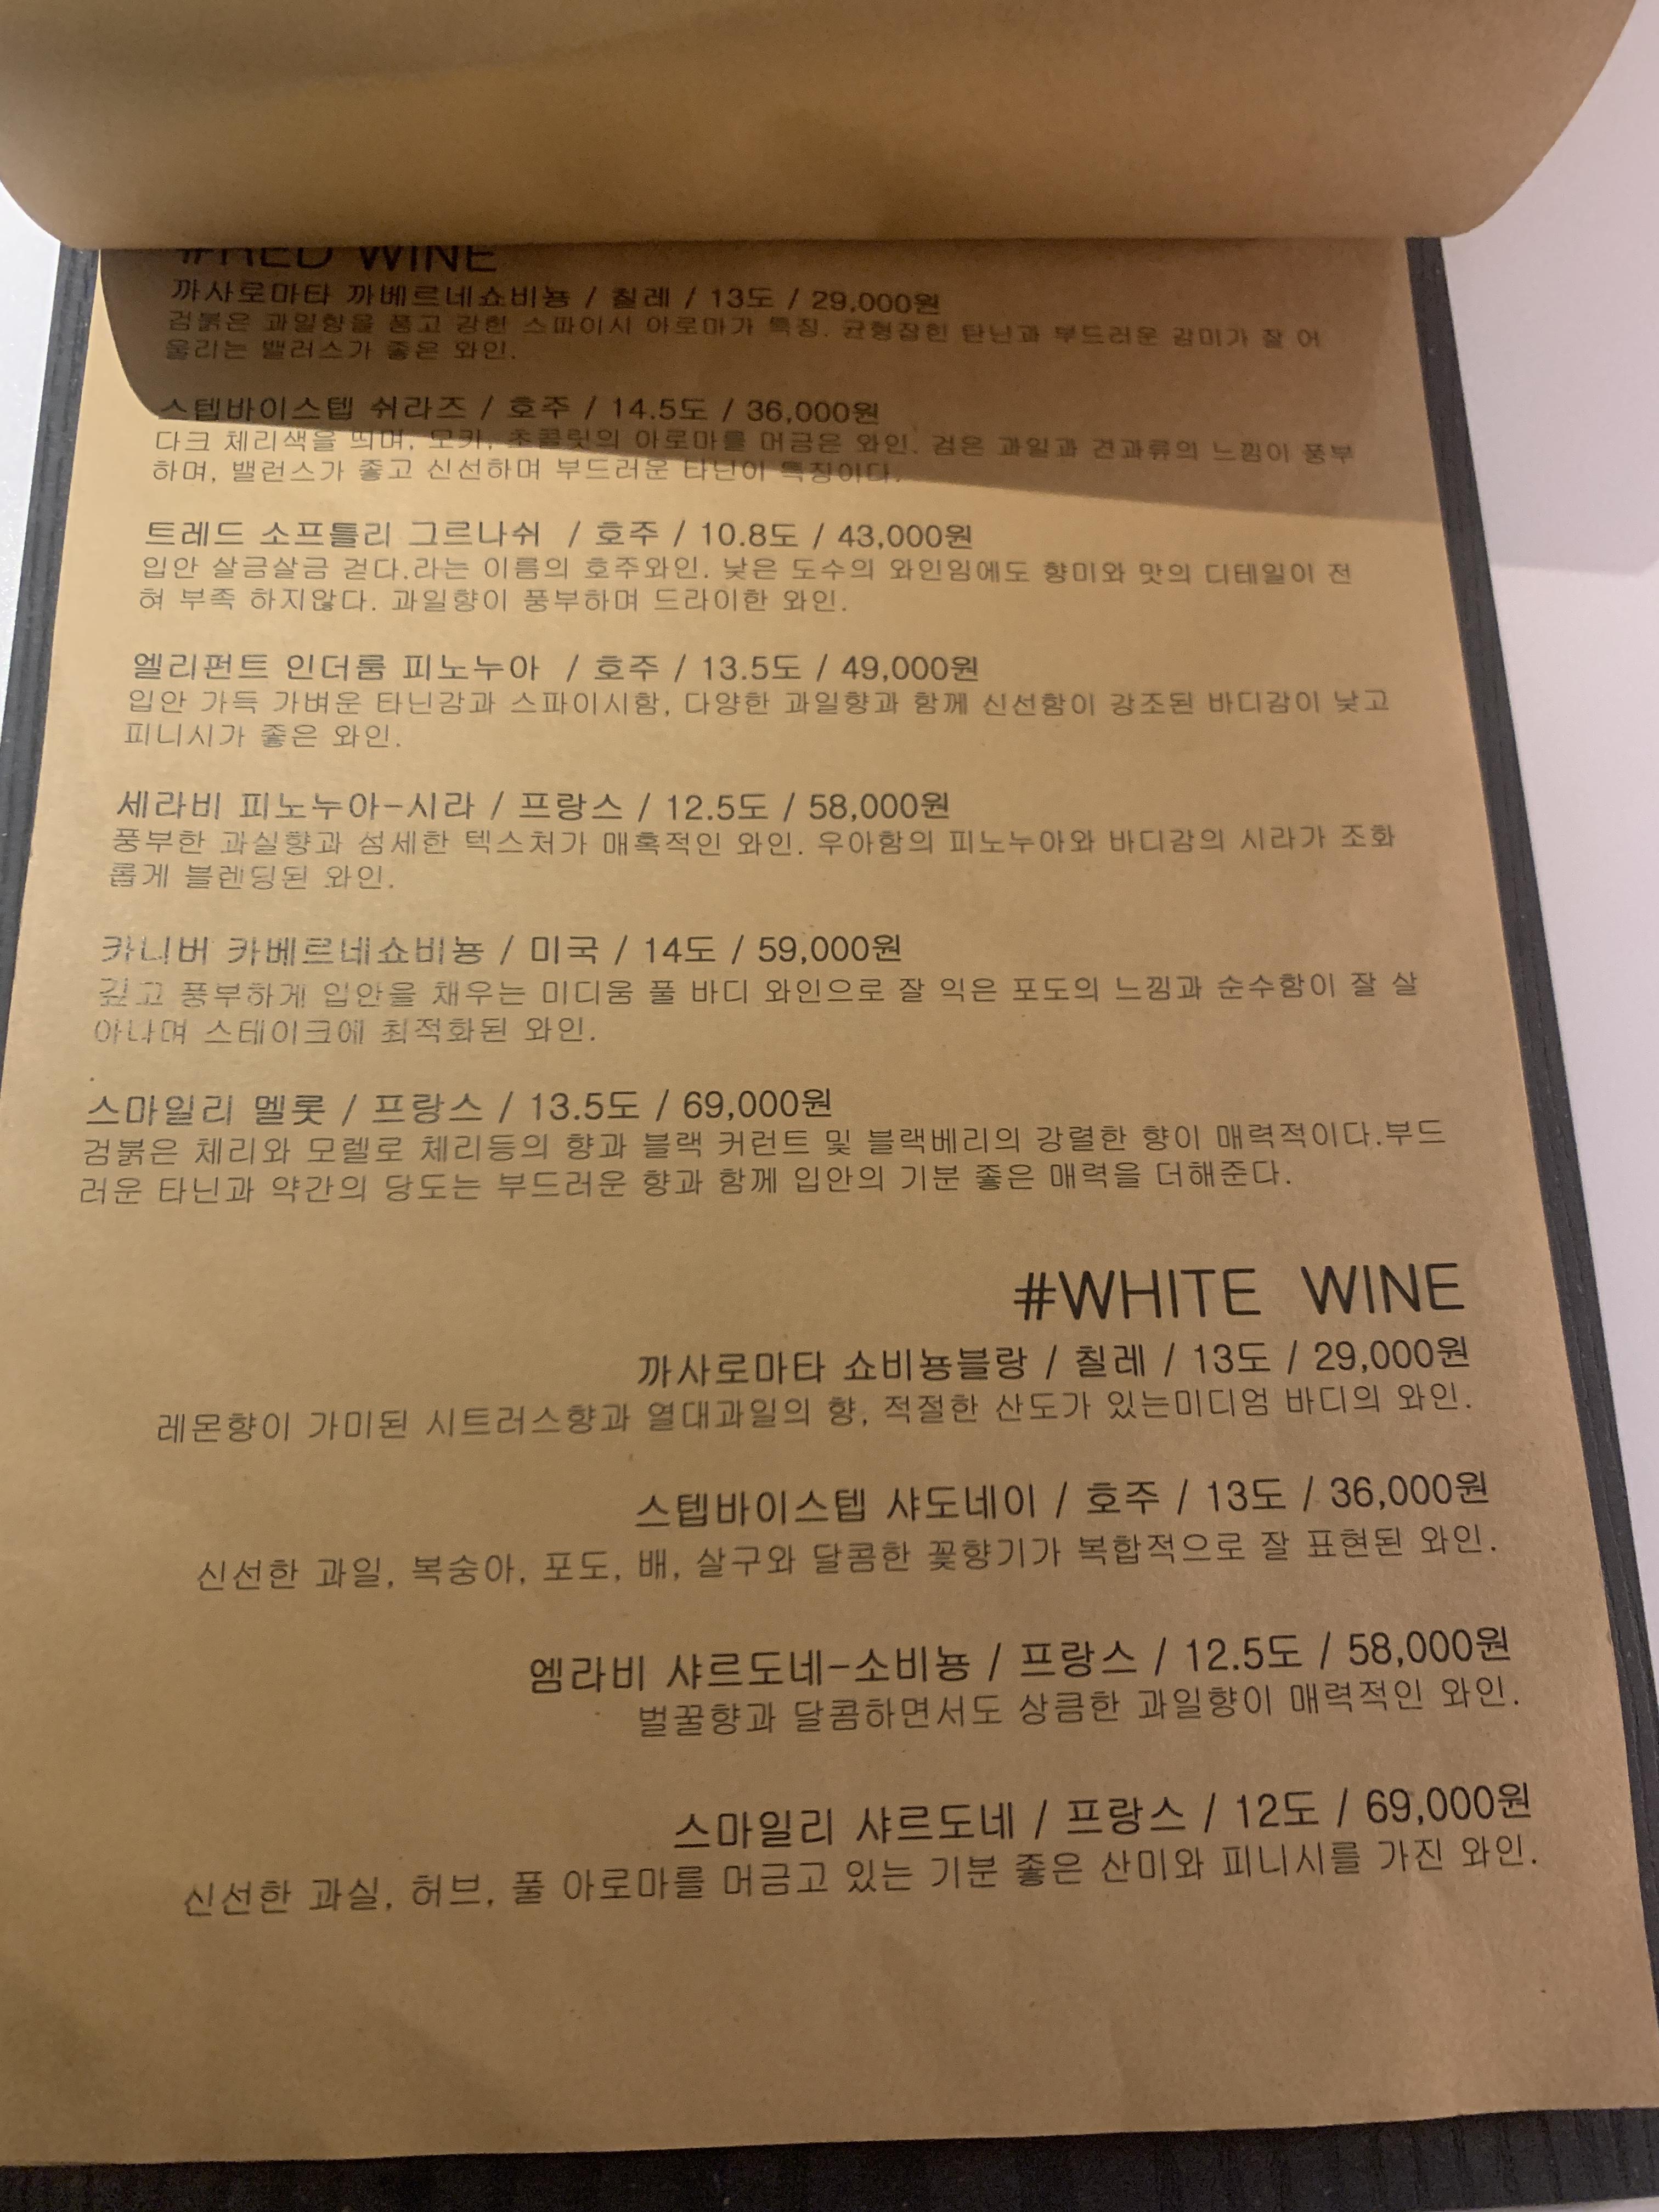 #RED WINE
까사로마타 까베르네쇼비뇽 / 칠레 / 13도 / 29,000원
검붉은 과일향을 품고 강한 스파이시 아로마가 특징. 균형잡힌 탄닌과 부드러운 감미가 잘 어
울리는 밸러스가 좋은 와인.
스텝바이스텝 쉬라즈 / 호주 / 14.5도 / 36,000원
다크 체리색을 띄며, 모카, 초콜릿의 아로마를 머금은 와인. 검은 과일과 견과류의 느낌이 풍부
하며, 밸런스가 좋고 신선하며 부드러운 타닌이 특징이다.
트레드 소프틀리 그르나쉬 / 호주 / 10.8도 / 43,000원
입안 살금살금 걷다.라는 이름의 호주와인. 낮은 도수의 와인임에도 향미와 맛의 디테일이 전
혀 부족 하지않다. 과일향이 풍부하며 드라이한 와인.
엘리펀트 인더룸 피노누아 / 호주 / 13.5도 / 49,000원
입안 가득 가벼운 타닌감과 스파이시함, 다양한 과일향과 함께 신선함이 강조된 바디감이 낮고
피니시가 좋은 와인.
세라비 피노누아-시라 / 프랑스 / 12.5도 / 58,000원
풍부한 과실향과 섬세한 텍스처가 매혹적인 와인. 우아함의 피노누아와 바디감의 시라가 조화
롭게 블렌딩된 와인.
카니버 카베르네쇼비뇽 / 미국 / 14도 / 59,000원
깊고 풍부하게 입안을 채우는 미디움 풀 바디 와인으로 잘 익은 포도의 느낌과 순수함이 잘 살
아나며 스테이크에 최적화된 와인.
스마일리 멜롯 / 프랑스 / 13.5도 / 69,000원
검붉은 체리와 모렐로 체리등의 향과 블랙 커런트 및 블랙베리의 강렬한 향이 매력적이다.부드
러운 타닌과 약간의 당도는 부드러운 향과 함께 입안의 기분 좋은 매력을 더해준다.
#WHITE WINE
까사로마타 쇼비뇽블랑 / 칠레 / 13도 / 29,000원
레몬향이 가미된 시트러스향과 열대과일의 향, 적절한 산도가 있는미디엄 바디의 와인.
스텝바이스텝 샤도네이 / 호주 / 13도 / 36,000원
신선한 과일, 복숭아, 포도, 배, 살구와 달콤한 꽃향기가 복합적으로 잘 표현된 와인.
엠라비 샤르도네-소비뇽 / 프랑스 / 12.5도 / 58,000원
벌꿀향과 달콤하면서도 상큼한 과일향이 매력적인 와인.
스마일리 샤르도네 / 프랑스 / 12도 / 69,000원
신선한 과실, 허브, 풀 아로마를 머금고 있는 기분 좋은 산미와 피니시를 가진 와인.